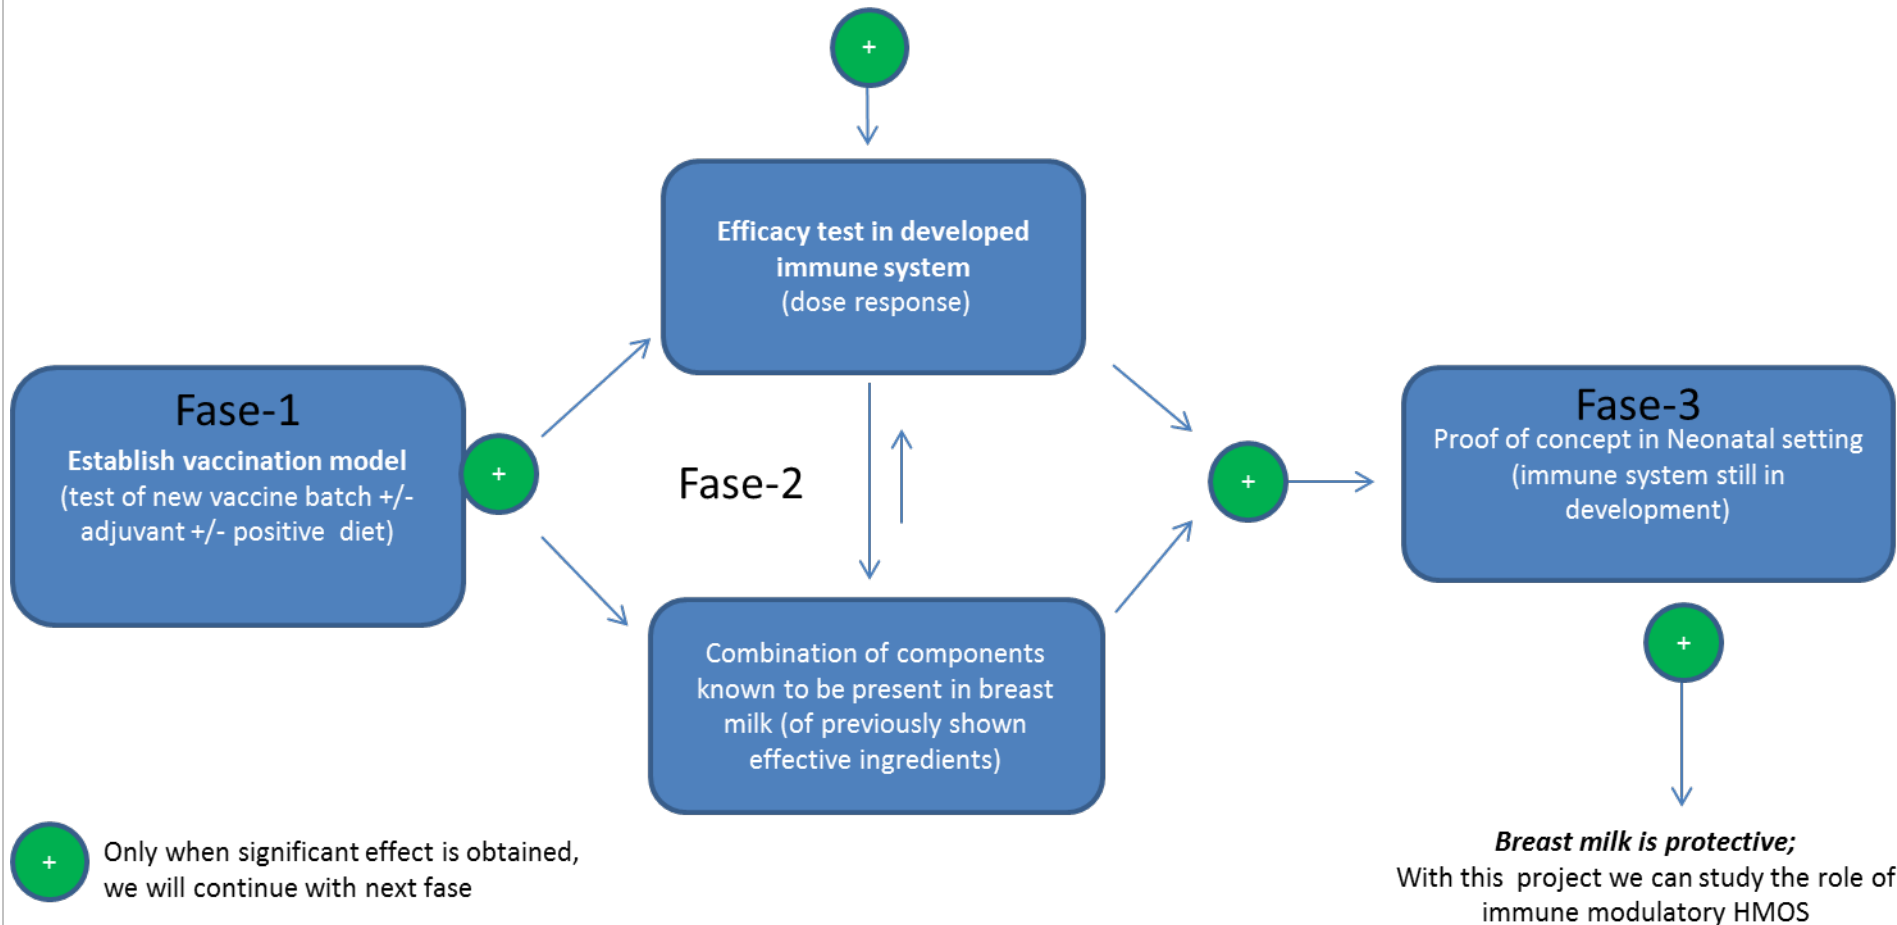 +
Efficacy test in developed
immune system
(dose response)
Fase-1
Establish vaccination model
(test of new vaccine batch +/-
adjuvant +/- positive  diet)
+
Fase-2
+
Fase-3
Proof of concept in Neonatal setting
(immune system still in
development)
Combination of components
known to be present in breast
milk (of previously shown
effective ingredients)
+
+
Only when significant effect is obtained,
we will continue with next fase
Breast milk is protective;
With this  project we can study the role of
immune modulatory HMOS